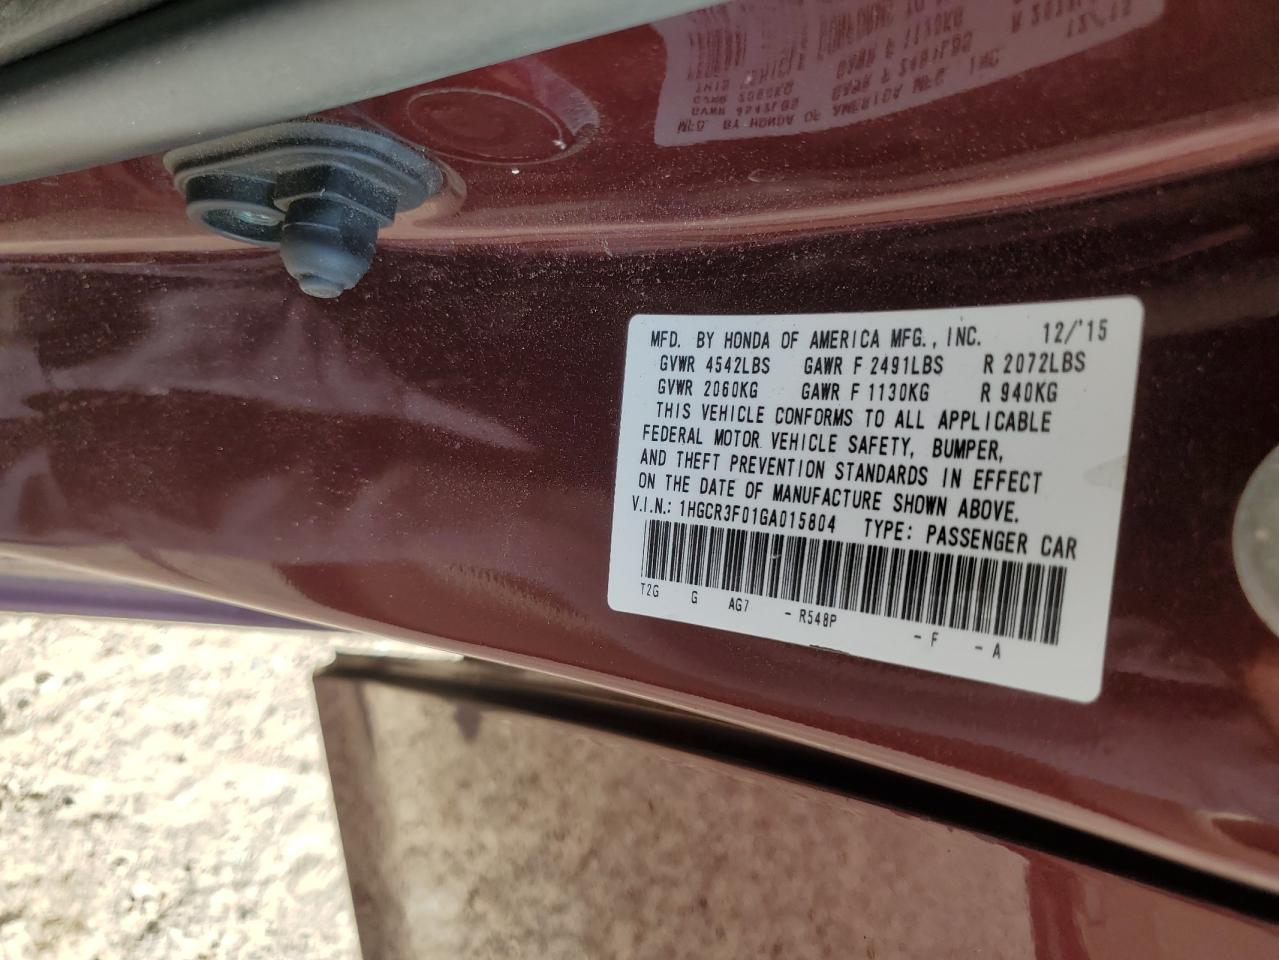 MFD. BY HONDA OF AMERICA MFG., INC. 12/'15
GVWR 4542LBS GAWR F 2491LBS R 2072LBS
GVWR 2060KG GAWR F 1130KG R 940KG
THIS VEHICLE CONFORMS TO ALL APPLICABLE
FEDERAL MOTOR VEHICLE SAFETY, BUMPER,
AND THEFT PREVENTION STANDARDS IN EFFECT
ON THE DATE OF MANUFACTURE SHOWN ABOVE.
V.I.N.: 1HGCR3F01GA015804 TYPE: PASSENGER CAR
T2G G AG7 - R548P - F - A